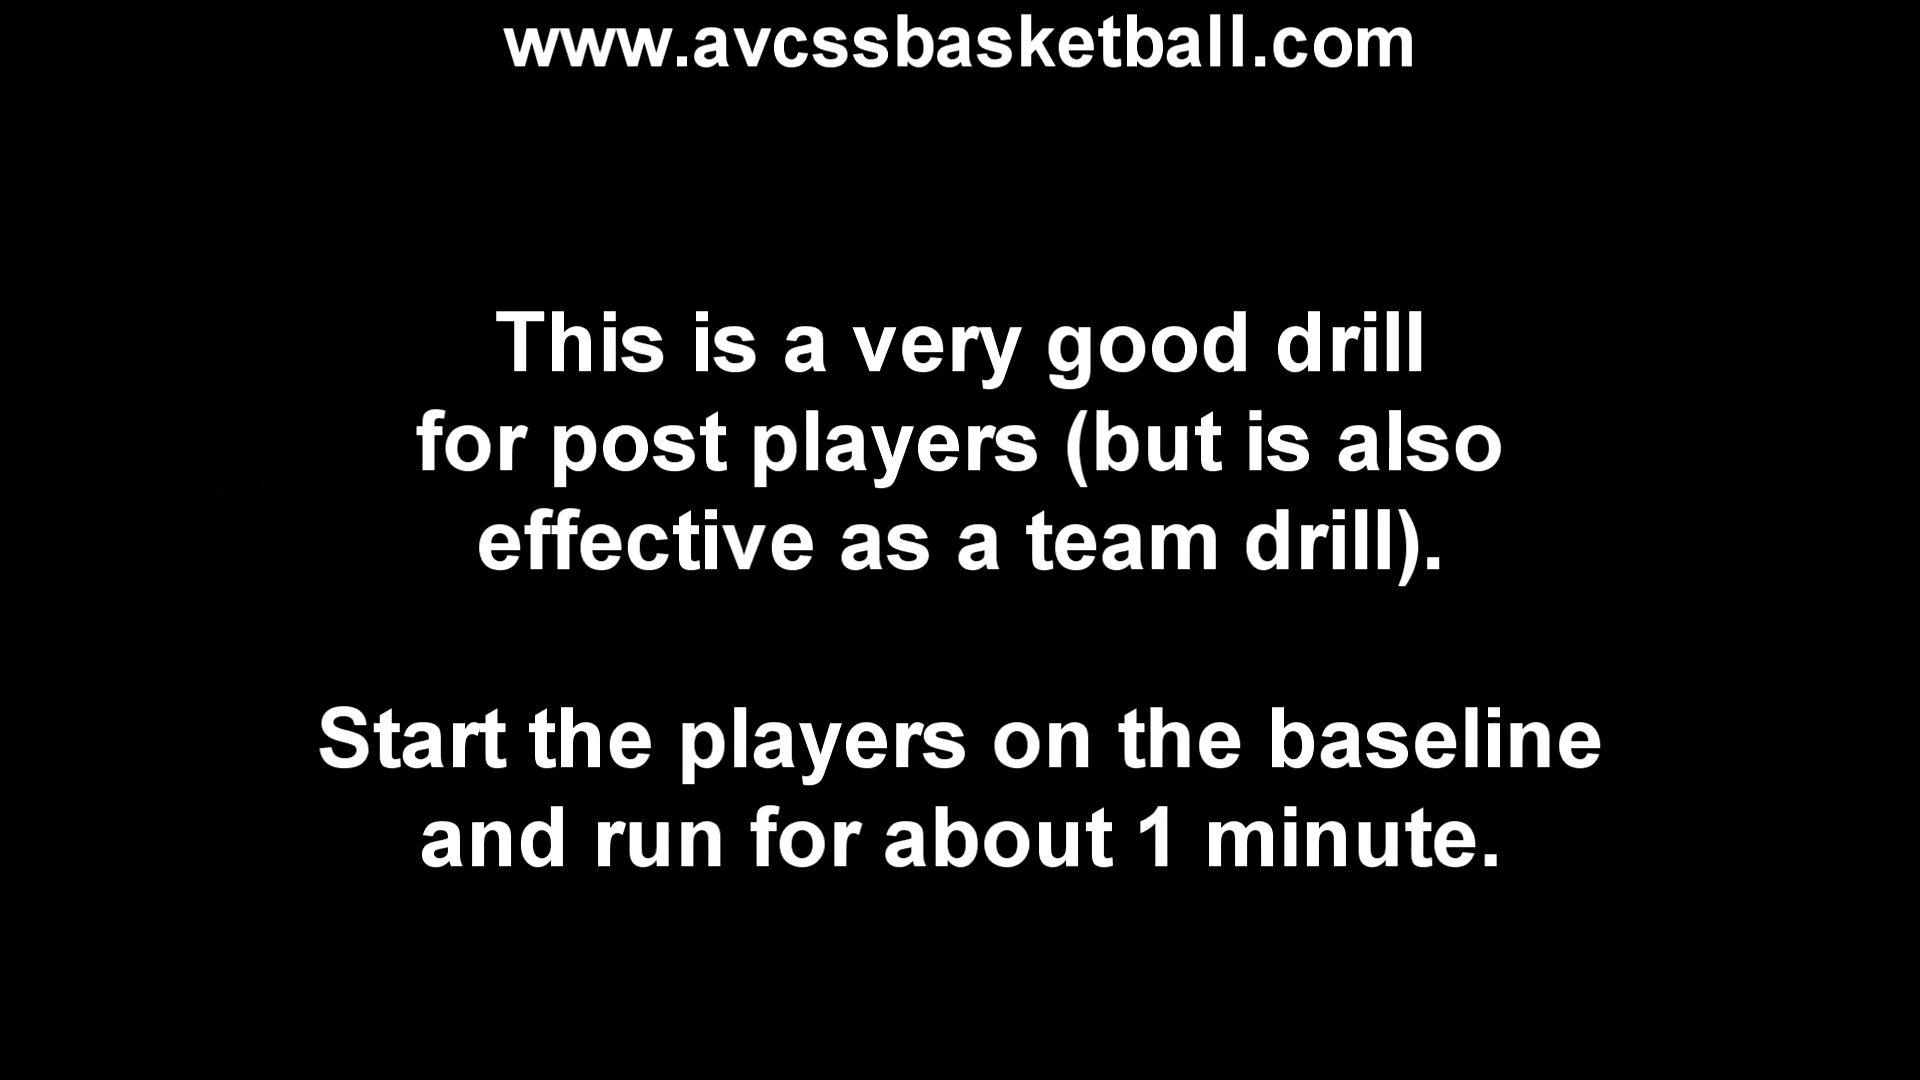 www.avcssbasketball.com
This is a very good drill
for post players (but is also
effective as a team drill).
Start the players on the baseline
and run for about 1 minute.